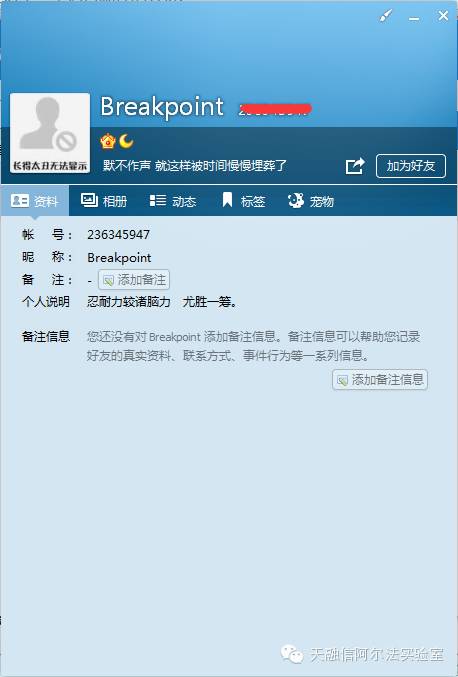 Breakpoint
长得太丑无法显示
默不作声 就这样被时间慢慢埋葬了
加为好友
资料 相册 动态 标签 宠物
帐 号： 236345947
昵 称： Breakpoint
备 注： - 添加备注
个人说明 忍耐力较诸脑力 尤胜一筹。
备注信息 您还没有对 Breakpoint 添加备注信息。备注信息可以帮助您记录
好友的真实资料、联系方式、事件行为等一系列信息。
添加备注信息
天融信阿尔法实验室